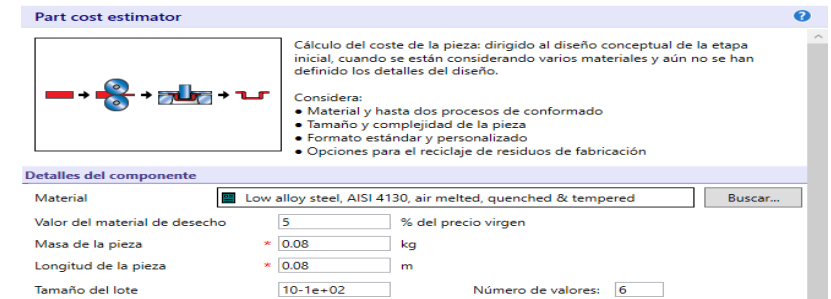 Part cost estimator
?
Cálculo del coste de la pieza: dirigido al diseño conceptual de la etapa
inicial, cuando se están considerando varios materiales y aún no se han
definido los detalles del diseño.
Considera:
● Material y hasta dos procesos de conformado
● Tamaño y complejidad de la pieza
● Formato estándar y personalizado
● Opciones para el reciclaje de residuos de fabricación
Detalles del componente
Material Low alloy steel, AISI 4130, air melted, quenched & tempered Buscar...
Valor del material de desecho 5 % del precio virgen
Masa de la pieza * 0.08 kg
Longitud de la pieza * 0.08 m
Tamaño del lote 10-1e+02 Número de valores: 6